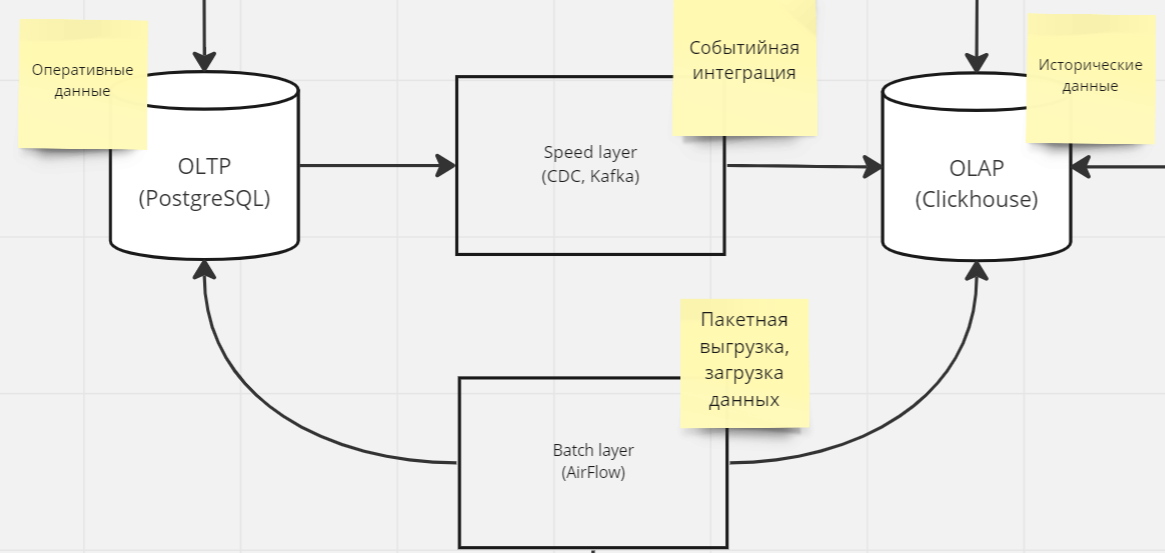 Оперативные
данные
OLTP
(PostgreSQL)
Speed layer
(CDC, Kafka)
Событийная
интеграция
Исторические
данные
OLAP
(Clickhouse)
Пакетная
выгрузка,
загрузка
данных
Batch layer
(AirFlow)